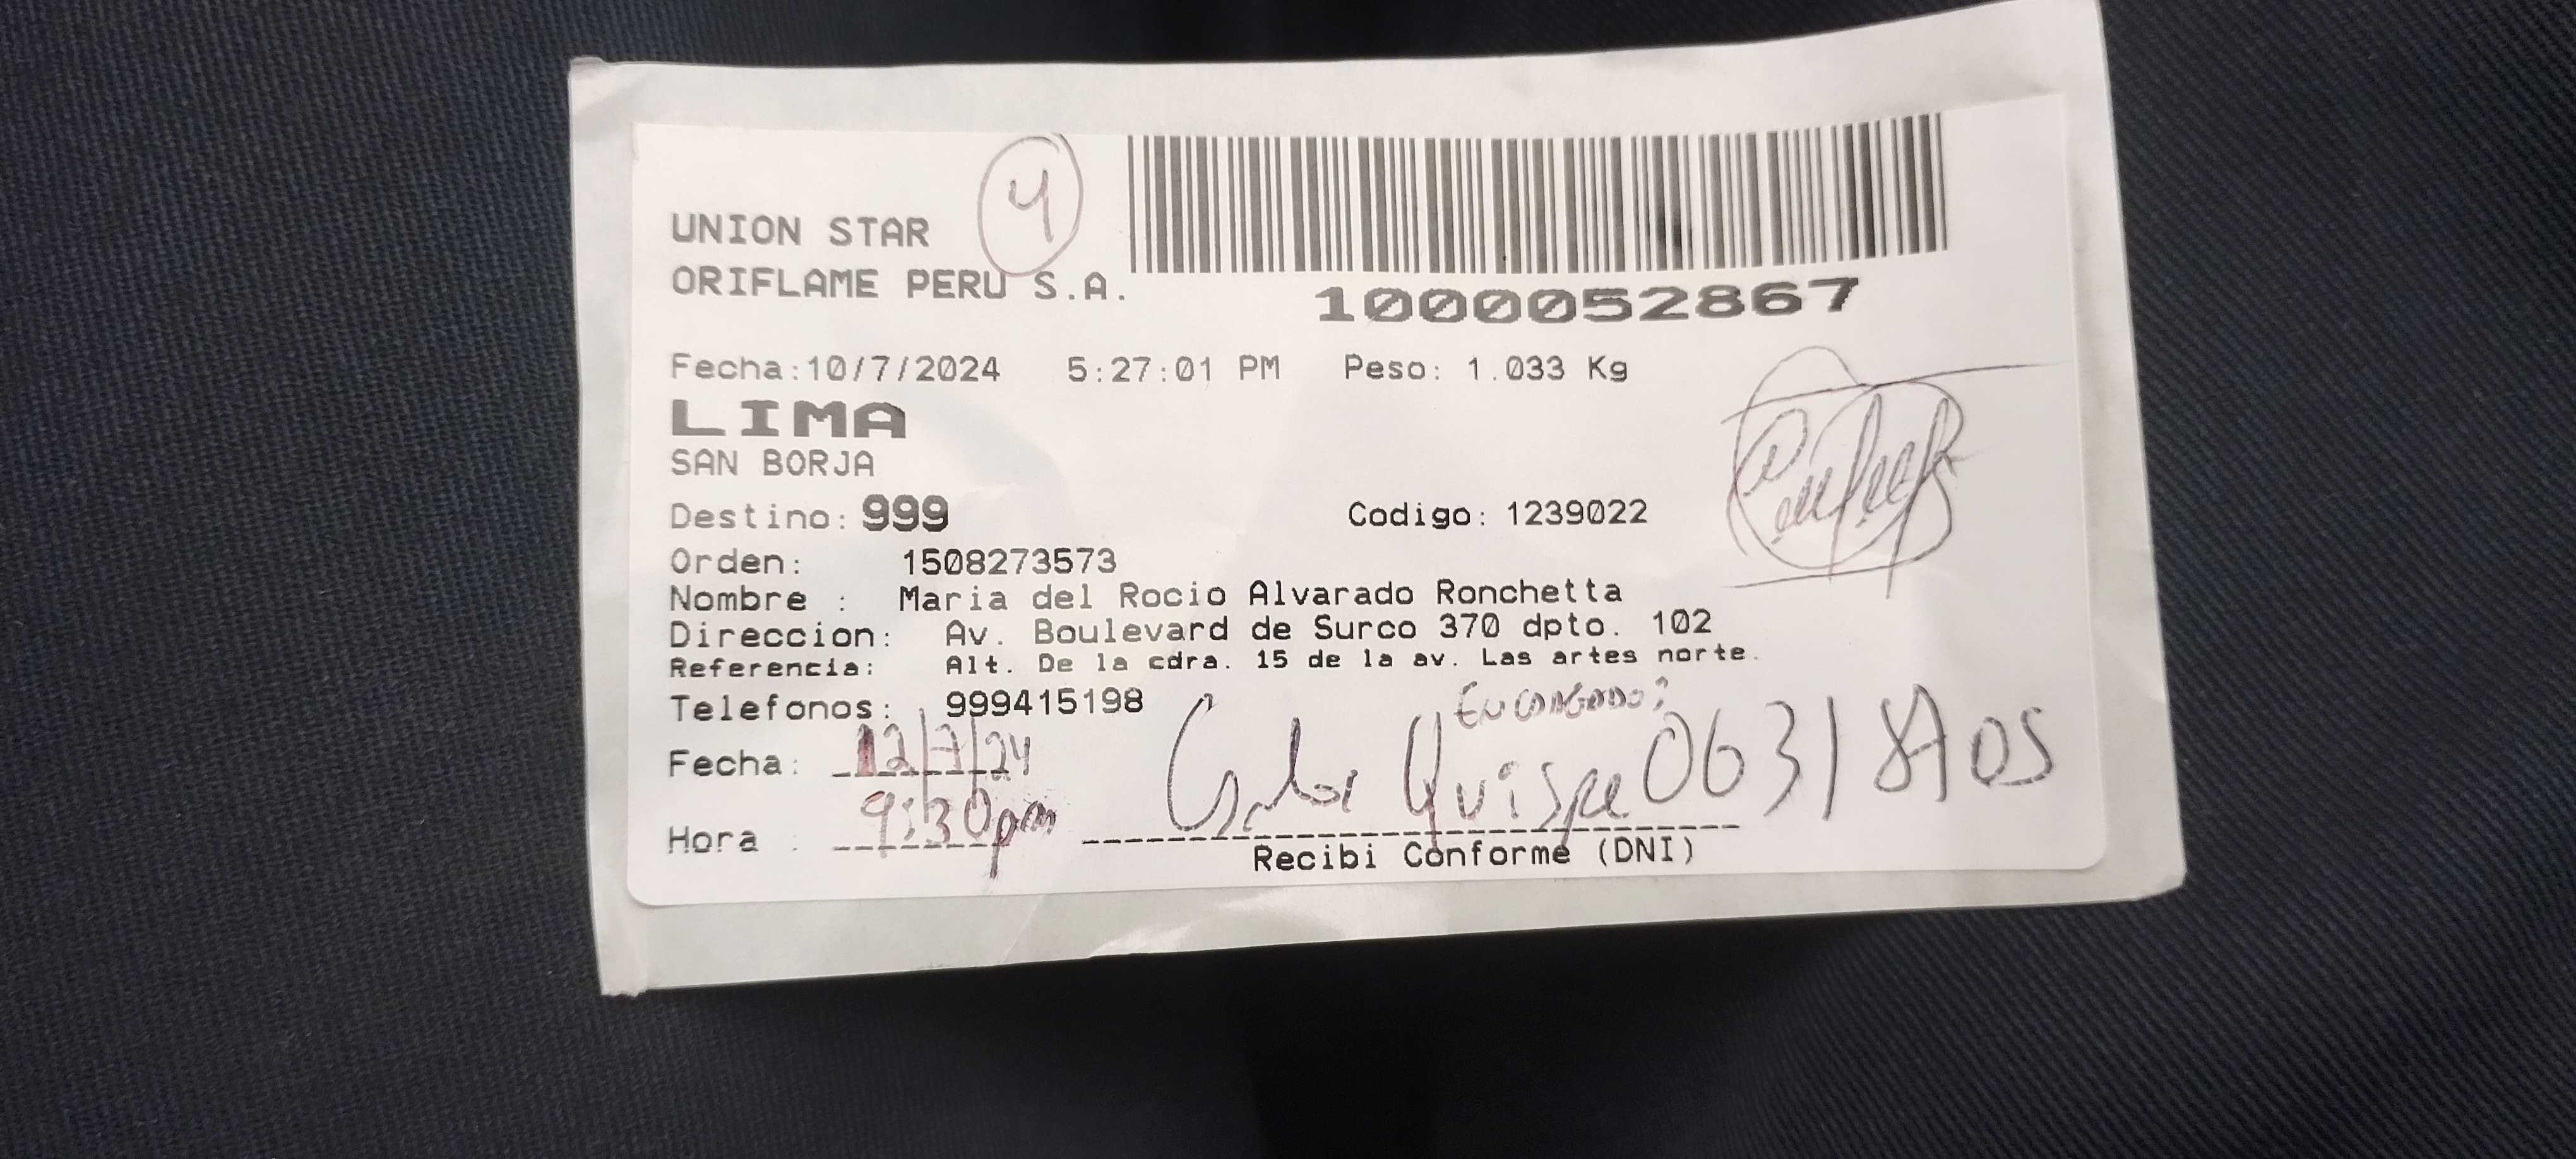 4
UNION STAR
ORIFLAME PERU S.A.
1000052867
Fecha:10/7/2024 5:27:01 PM Peso: 1.033 Kg
LIMA
SAN BORJA
Destino: 999 Codigo: 1239022
Orden: 1508273573
Nombre : Maria del Rocio Alvarado Ronchetta
Direccion: Av. Boulevard de Surco 370 dpto. 102
Referencia: Alt. De la cdra. 15 de la av. Las artes norte.
Telefonos: 999415198
Fecha: 12/7/24 Quispe
Hora : 9:30pm
Recibi Conforme (DNI)